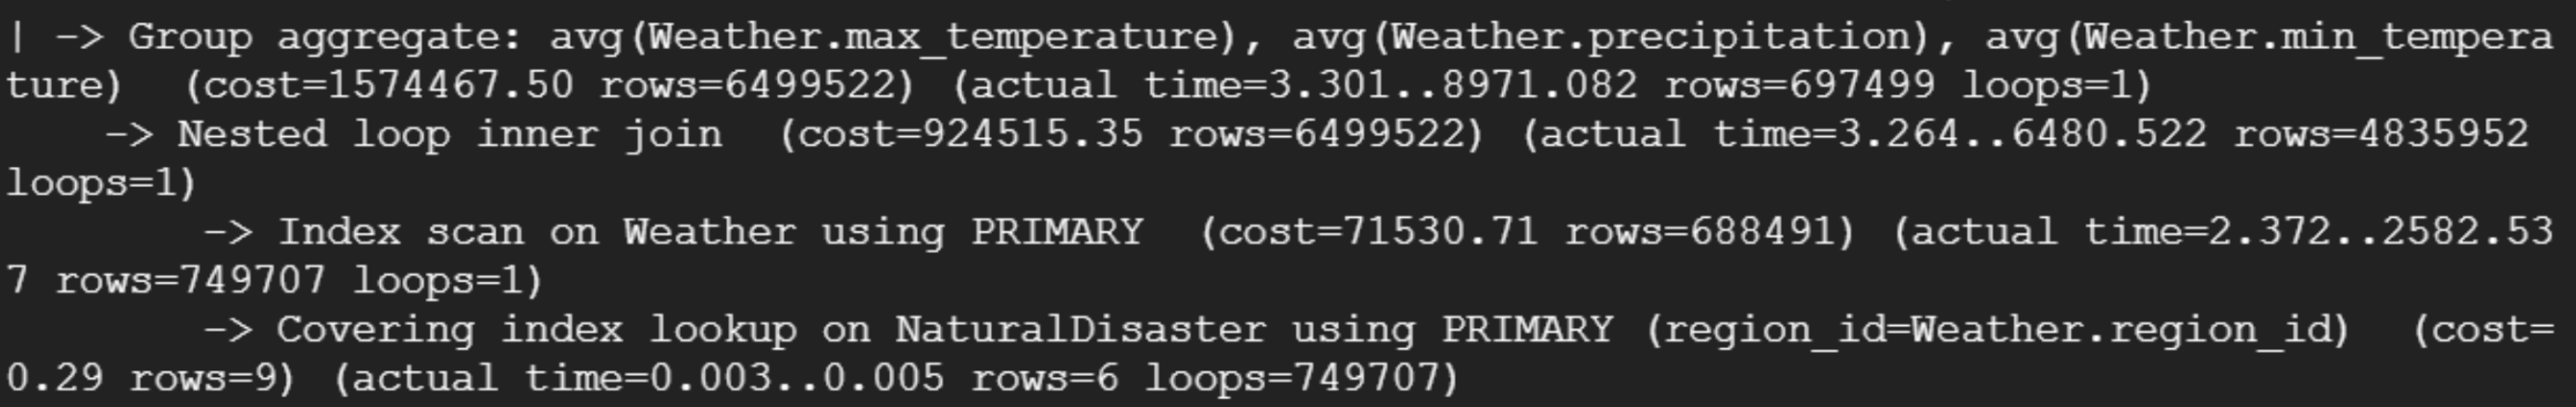 | -> Group aggregate: avg(Weather.max_temperature), avg(Weather.precipitation), avg(Weather.min_tempera
ture)  (cost=1574467.50 rows=6499522) (actual time=3.301..8971.082 rows=697499 loops=1)
    -> Nested loop inner join  (cost=924515.35 rows=6499522) (actual time=3.264..6480.522 rows=4835952
loops=1)
        -> Index scan on Weather using PRIMARY  (cost=71530.71 rows=688491) (actual time=2.372..2582.53
7 rows=749707 loops=1)
        -> Covering index lookup on NaturalDisaster using PRIMARY (region_id=Weather.region_id)  (cost=
0.29 rows=9) (actual time=0.003..0.005 rows=6 loops=749707)